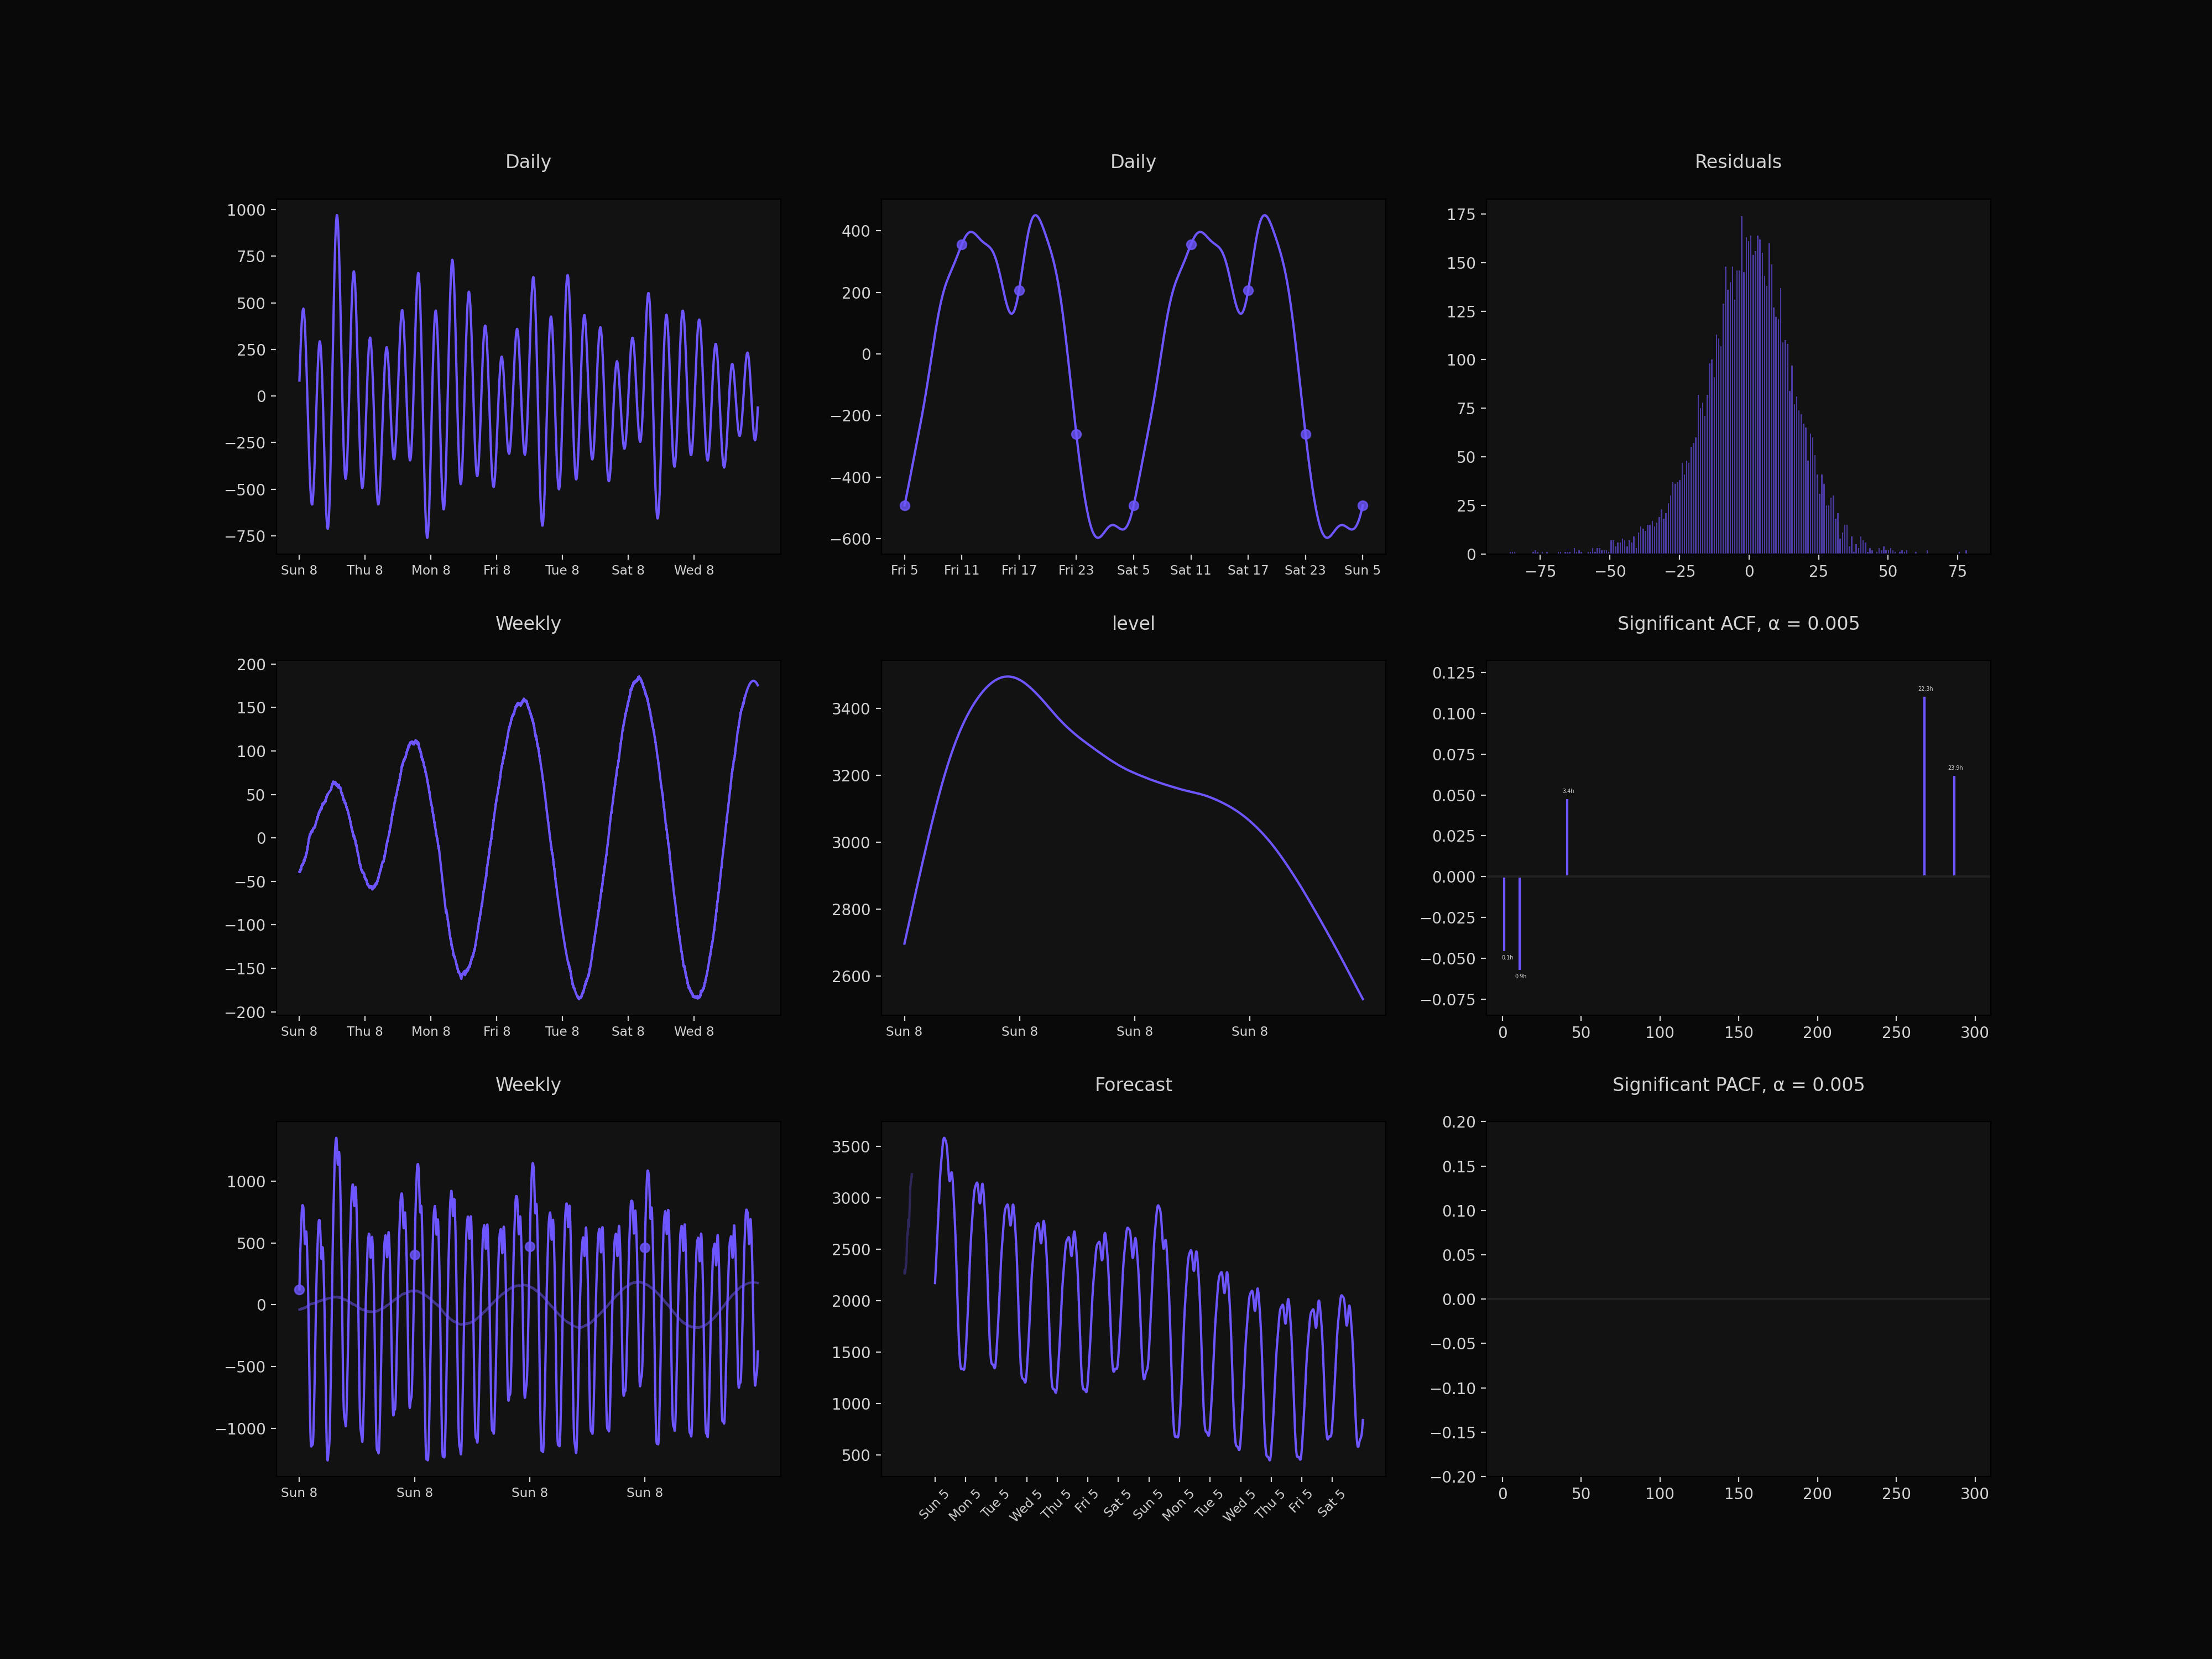 Daily
1000
750
500
250
0
−250
−500
−750
Sun 8 Thu 8 Mon 8 Fri 8 Tue 8 Sat 8 Wed 8
Daily
400
200
0
−200
−400
−600
Fri 5 Fri 11 Fri 17 Fri 23 Sat 5 Sat 11 Sat 17 Sat 23 Sun 5
Residuals
175
150
125
100
75
50
25
0
−75 −50 −25 0 25 50 75
Weekly
200
150
100
50
0
−50
−100
−150
−200
Sun 8 Thu 8 Mon 8 Fri 8 Tue 8 Sat 8 Wed 8
level
3400
3200
3000
2800
2600
Sun 8 Sun 8 Sun 8 Sun 8
Significant ACF, α = 0.005
0.125
0.100
0.075
0.050
0.025
0.000
−0.025
−0.050
−0.075
22.3h
23.9h
3.4h
0.1h
0.9h
0 50 100 150 200 250 300
Weekly
1000
500
0
−500
−1000
Sun 8 Sun 8 Sun 8 Sun 8
Forecast
3500
3000
2500
2000
1500
1000
500
Sun 5 Mon 5 Tue 5 Wed 5 Thu 5 Fri 5 Sat 5 Sun 5 Mon 5 Tue 5 Wed 5 Thu 5 Fri 5 Sat 5
Significant PACF, α = 0.005
0.20
0.15
0.10
0.05
0.00
−0.05
−0.10
−0.15
−0.20
0 50 100 150 200 250 300